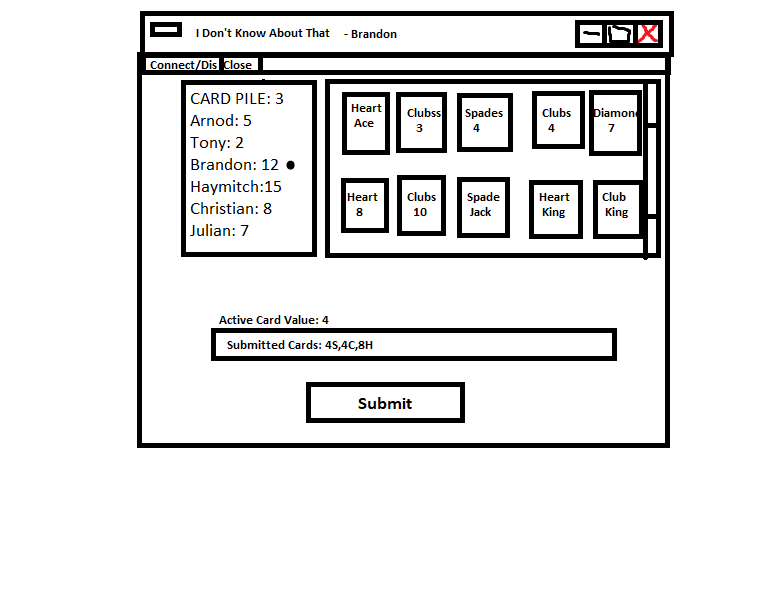 I Don't Know About That - Brandon
Connect/Dis Close
CARD PILE: 3
Arnod: 5
Tony: 2
Brandon: 12
Haymitch:15
Christian: 8
Julian: 7
Heart
Ace
Clubss
3
Spades
4
Clubs
4
Diamond
7
Heart
8
Clubs
10
Spade
Jack
Heart
King
Club
King
Active Card Value: 4
Submitted Cards: 4S,4C,8H
Submit